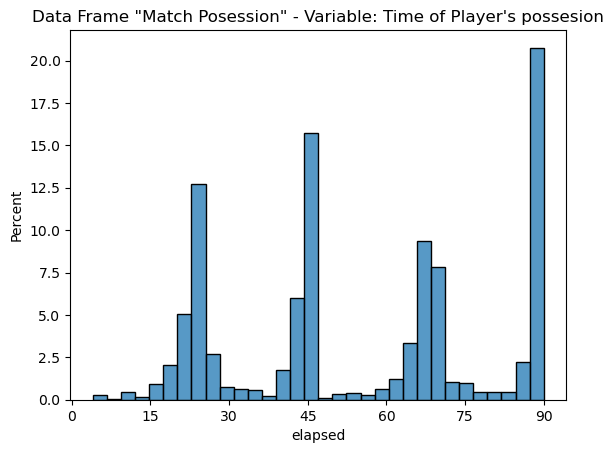 Data Frame "Match Posession" - Variable: Time of Player's possesion
20.0
17.5
15.0
12.5
10.0
7.5
5.0
2.5
0.0
Percent
0 15 30 45 60 75 90
elapsed